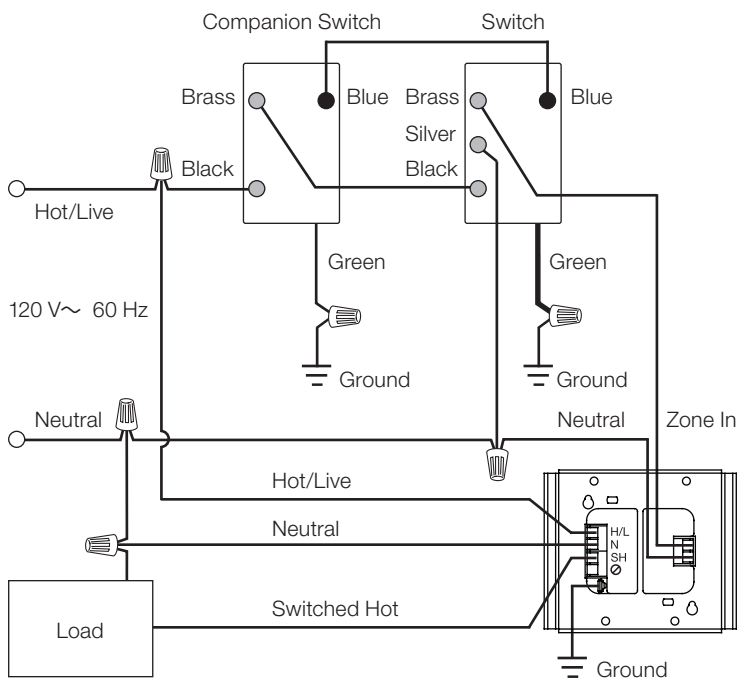 Companion Switch
Switch
Brass
Blue
Brass
Blue
Silver
Black
Black
Hot/Live
Green
Green
120 V~ 60 Hz
Ground
Ground
Neutral
Neutral
Zone In
Hot/Live
H/L
Neutral
N
SH
Switched Hot
Load
Ground